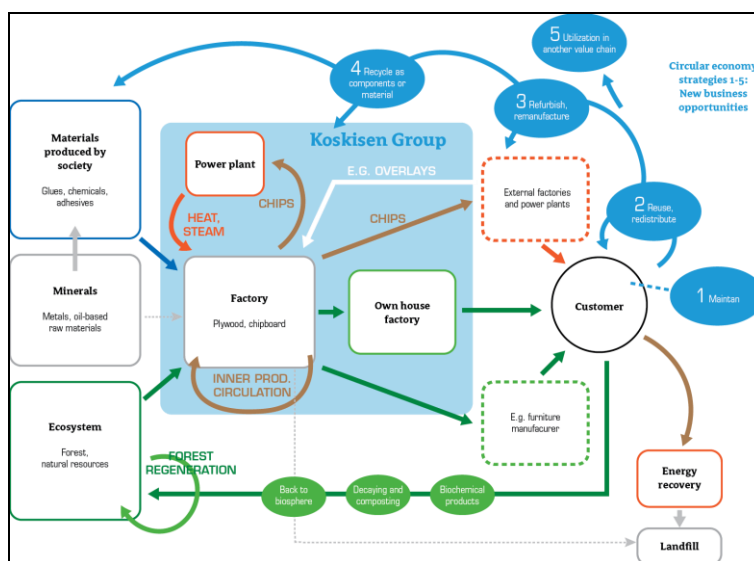 5 Utilization in
another value chain
Circular economy
strategies 1-5:
New business
opportunities
4 Recycle as
components or
material
3 Refurbish,
remanufacture
Materials
produced by
society
Glues, chemicals,
adhesives
Koskisen Group
Power plant
E.G. OVERLAYS
External factories
and power plants
2 Reuse,
redistribute
CHIPS
HEAT,
STEAM
CHIPS
Minerals
Metals, oil-based
raw materials
Factory
Plywood, chipboard
Own house
factory
Customer
1 Maintan
INNER PROD.
CIRCULATION
Ecosystem
Forest,
natural resources
E.g. furniture
manufacurer
FOREST
REGENERATION
Back to
biosphere
Decaying and
composting
Biochemical
products
Energy
recovery
Landfill